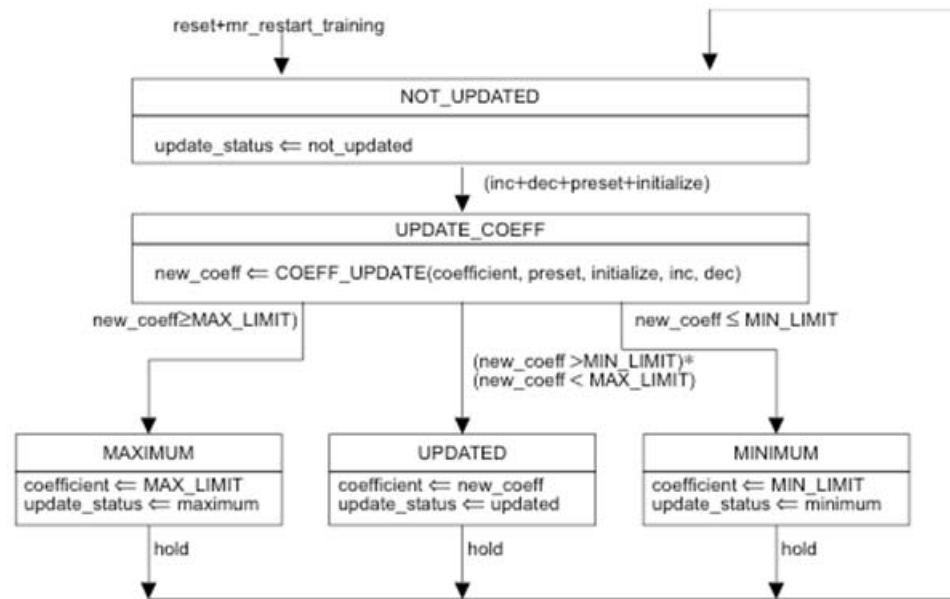 reset+mr_restart_training
NOT_UPDATED
update_status ⇐ not_updated
(inc+dec+preset+initialize)
UPDATE_COEFF
new_coeff ⇐ COEFF_UPDATE(coefficient, preset, initialize, inc, dec)
new_coeff≥MAX_LIMIT)
(new_coeff >MIN_LIMIT)*
(new_coeff < MAX_LIMIT)
new_coeff ≤ MIN_LIMIT
MAXIMUM
coefficient ⇐ MAX_LIMIT
update_status ⇐ maximum
hold
UPDATED
coefficient ⇐ new_coeff
update_status ⇐ updated
hold
MINIMUM
coefficient ⇐ MIN_LIMIT
update_status ⇐ minimum
hold